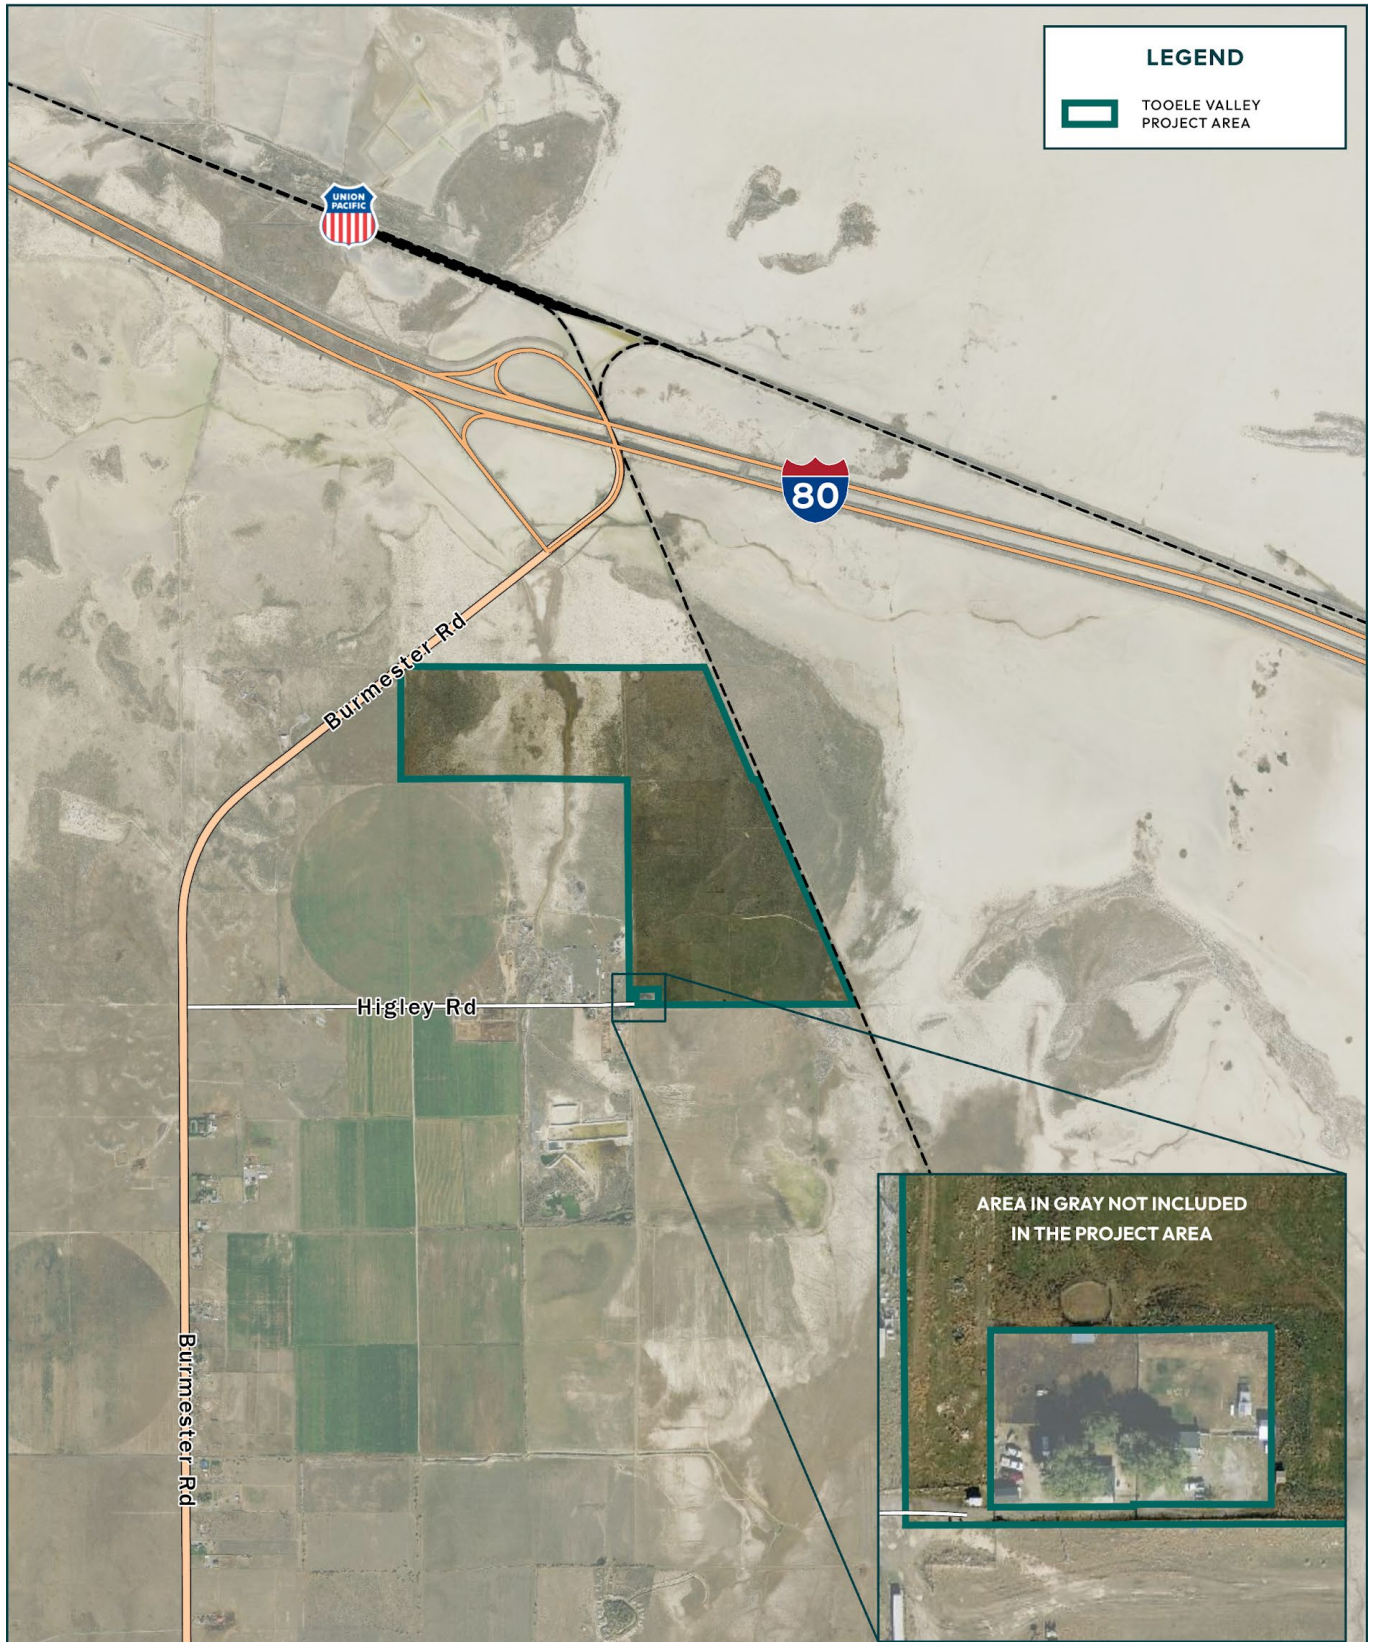 LEGEND
TOOELE VALLEY
PROJECT AREA
UNION
PACIFIC
80
Burmester Rd
Higley Rd
AREA IN GRAY NOT INCLUDED
IN THE PROJECT AREA
Burmester Rd